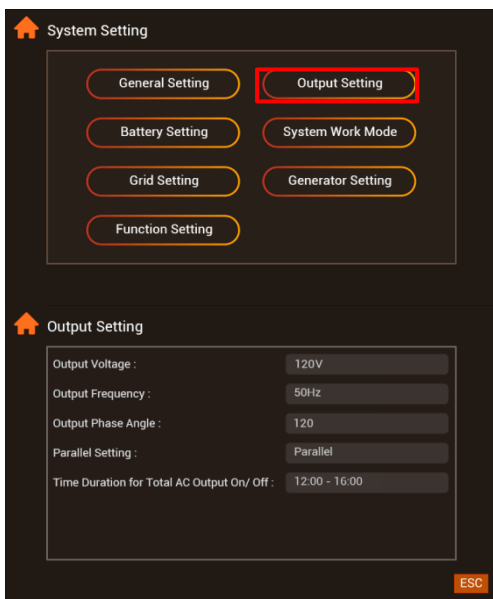 System Setting
General Setting
Output Setting
Battery Setting
System Work Mode
Grid Setting
Generator Setting
Function Setting
Output Setting
Output Voltage : 120V
Output Frequency : 50Hz
Output Phase Angle : 120
Parallel Setting : Parallel
Time Duration for Total AC Output On/ Off : 12:00 - 16:00
ESC